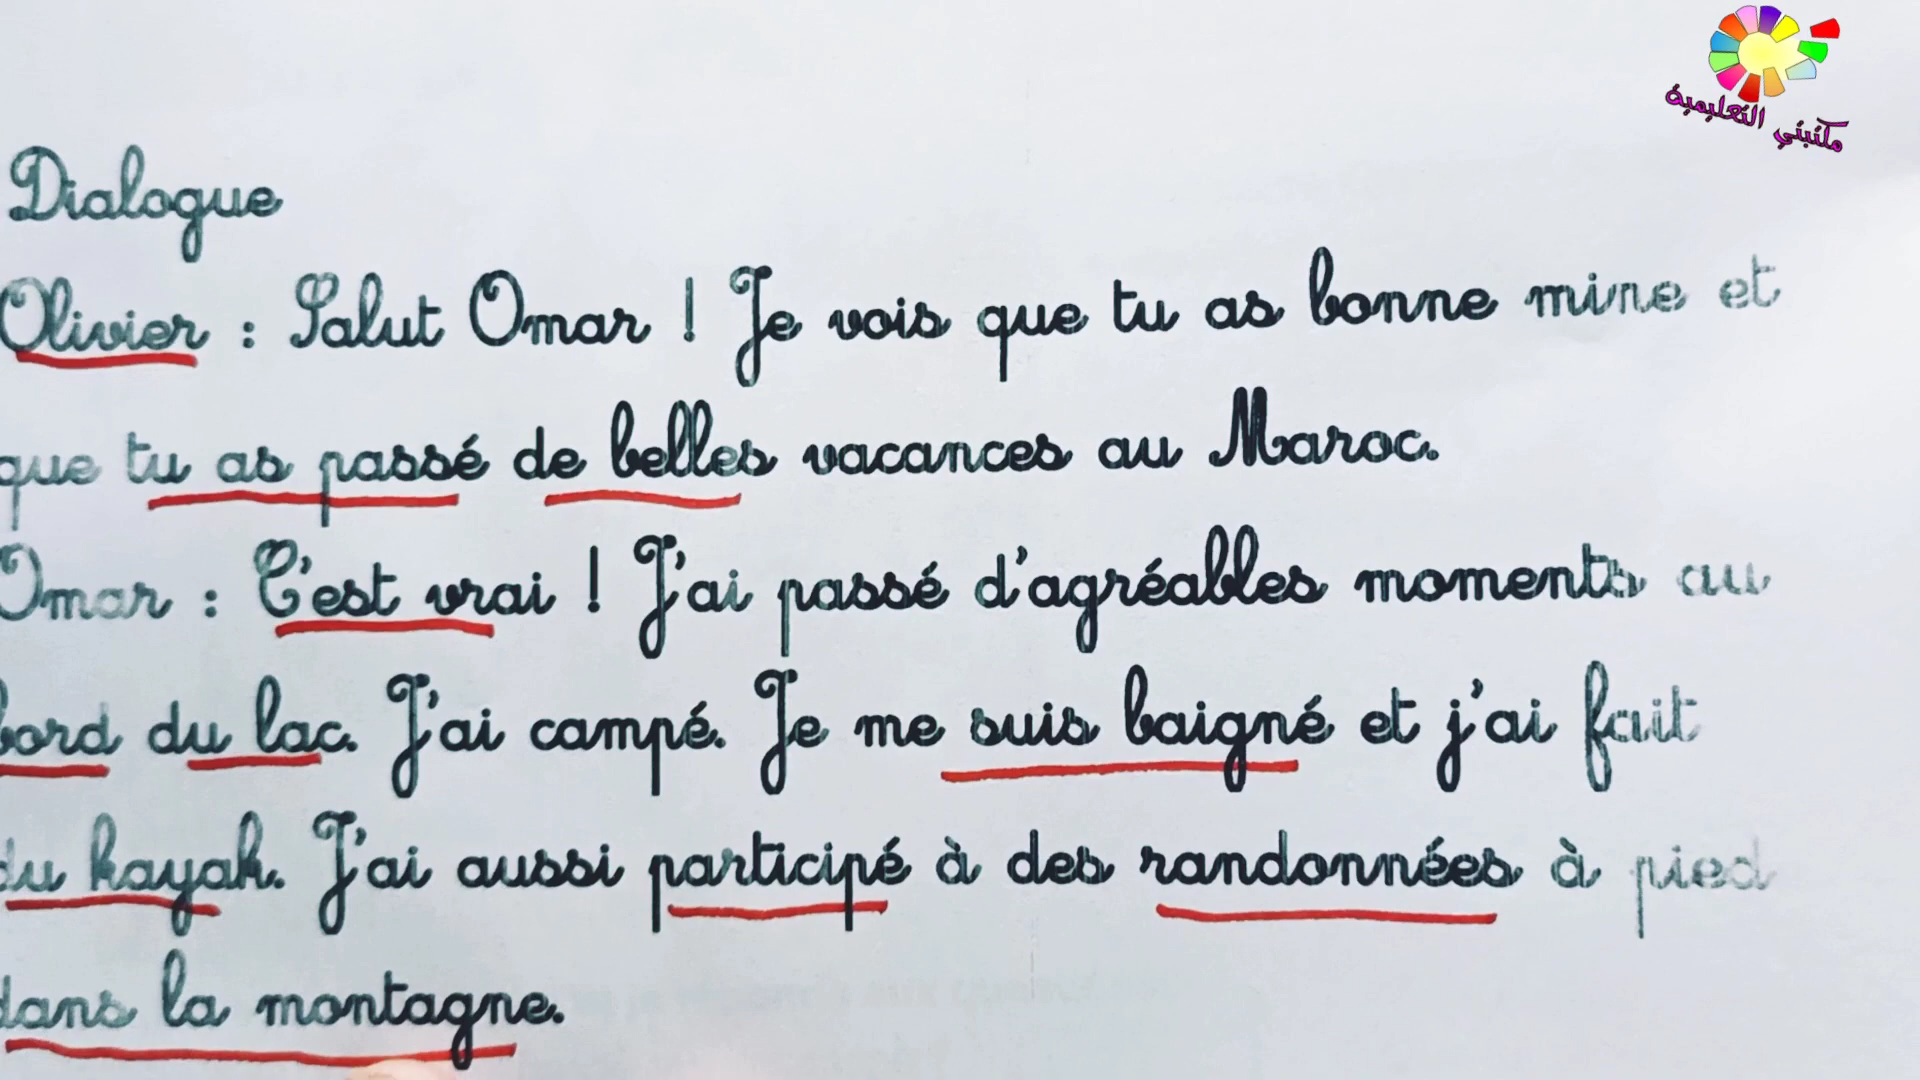 مكتبتي التعليمية
Dialogue
Olivier : Salut Omar ! Je vois que tu as bonne mine et
que tu as passé de belles vacances au Maroc.
Omar : C'est vrai ! J'ai passé d'agréables moments au
bord du lac. J'ai campé. Je me suis baigné et j'ai fait
du kayak. J'ai aussi participé à des randonnées à pied
dans la montagne.